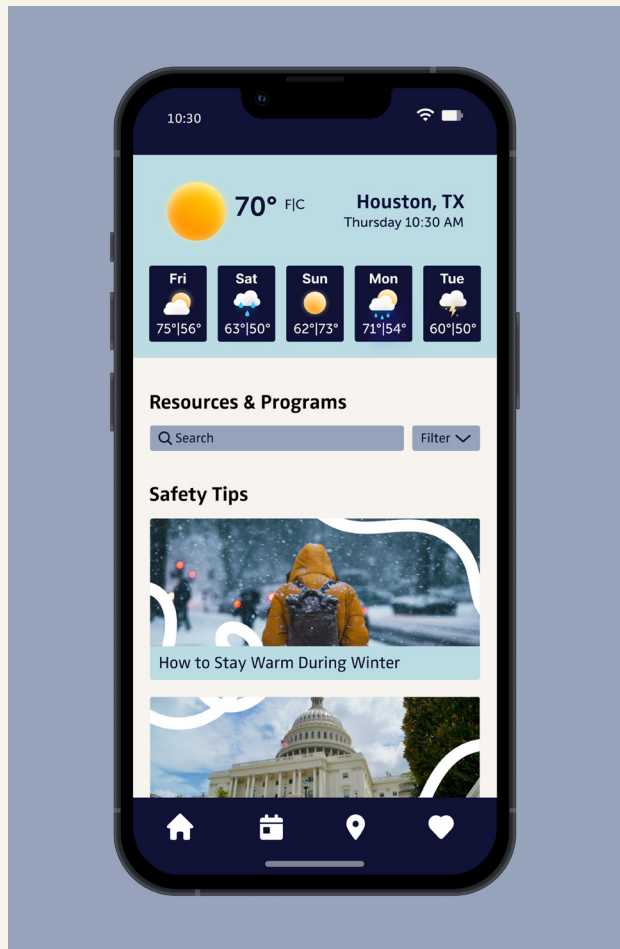 10:30
70° F|C
Houston, TX
Thursday 10:30 AM
Fri Sat Sun Mon Tue
75°|56° 63°|50° 62°|73° 71°|54° 60°|50°
Resources & Programs
Search Filter
Safety Tips
How to Stay Warm During Winter